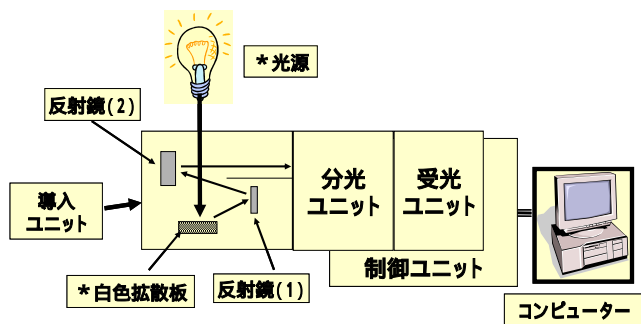 *光源
反射鏡(2)
導入
ユニット
分光
ユニット
受光
ユニット
制御ユニット
*白色拡散板
反射鏡(1)
コンピューター